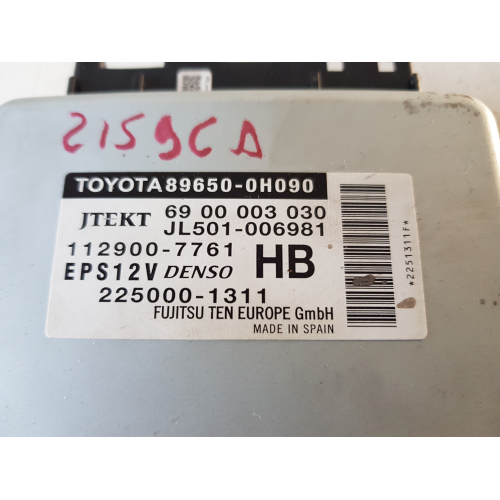 2159CA
TOYOTA 89650-0H090
JTEKT 69 00 003 030
JL501-006981
112900-7761 HB
EPS12V DENSO
225000-1311
FUJITSU TEN EUROPE GmbH
MADE IN SPAIN
*2251311F*